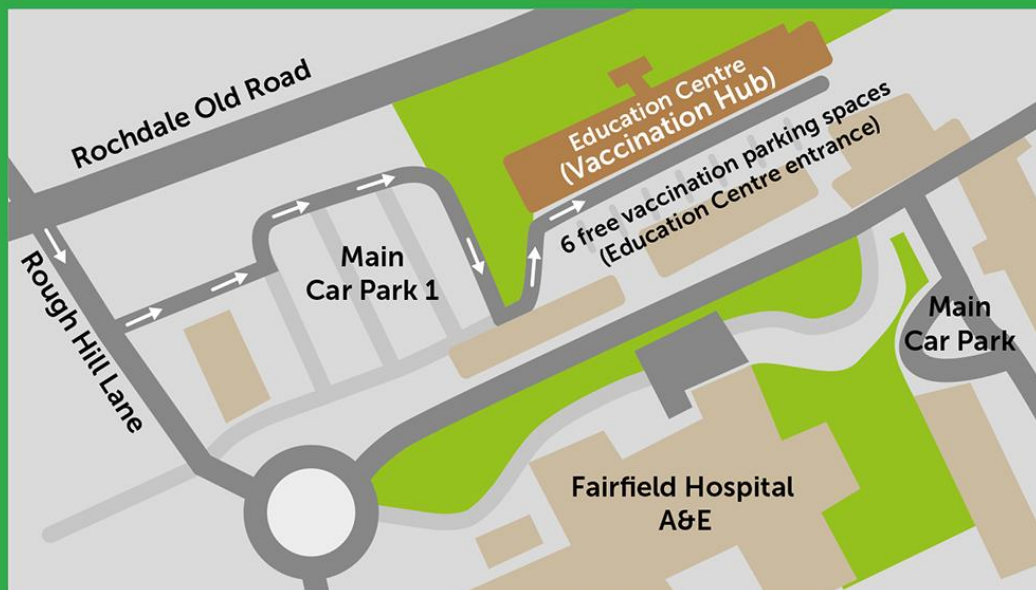 Rochdale Old Road
Education Centre
(Vaccination Hub)
6 free vaccination parking spaces
(Education Centre entrance)
Main
Car Park 1
Rough Hill Lane
Main
Car Park
Fairfield Hospital
A&E